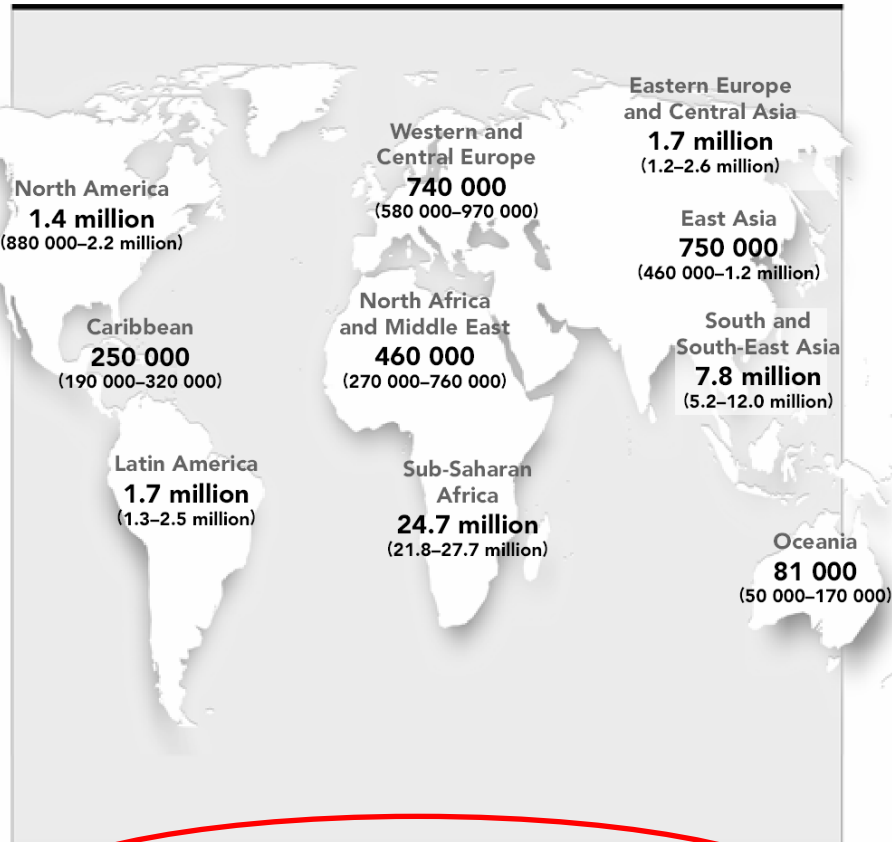 Eastern Europe
and Central Asia
1.7 million
(1.2–2.6 million)
Western and
Central Europe
740 000
(580 000–970 000)
North America
1.4 million
(880 000–2.2 million)
East Asia
750 000
(460 000–1.2 million)
North Africa
and Middle East
460 000
(270 000–760 000)
Caribbean
250 000
(190 000–320 000)
South and
South-East Asia
7.8 million
(5.2–12.0 million)
Latin America
1.7 million
(1.3–2.5 million)
Sub-Saharan
Africa
24.7 million
(21.8–27.7 million)
Oceania
81 000
(50 000–170 000)